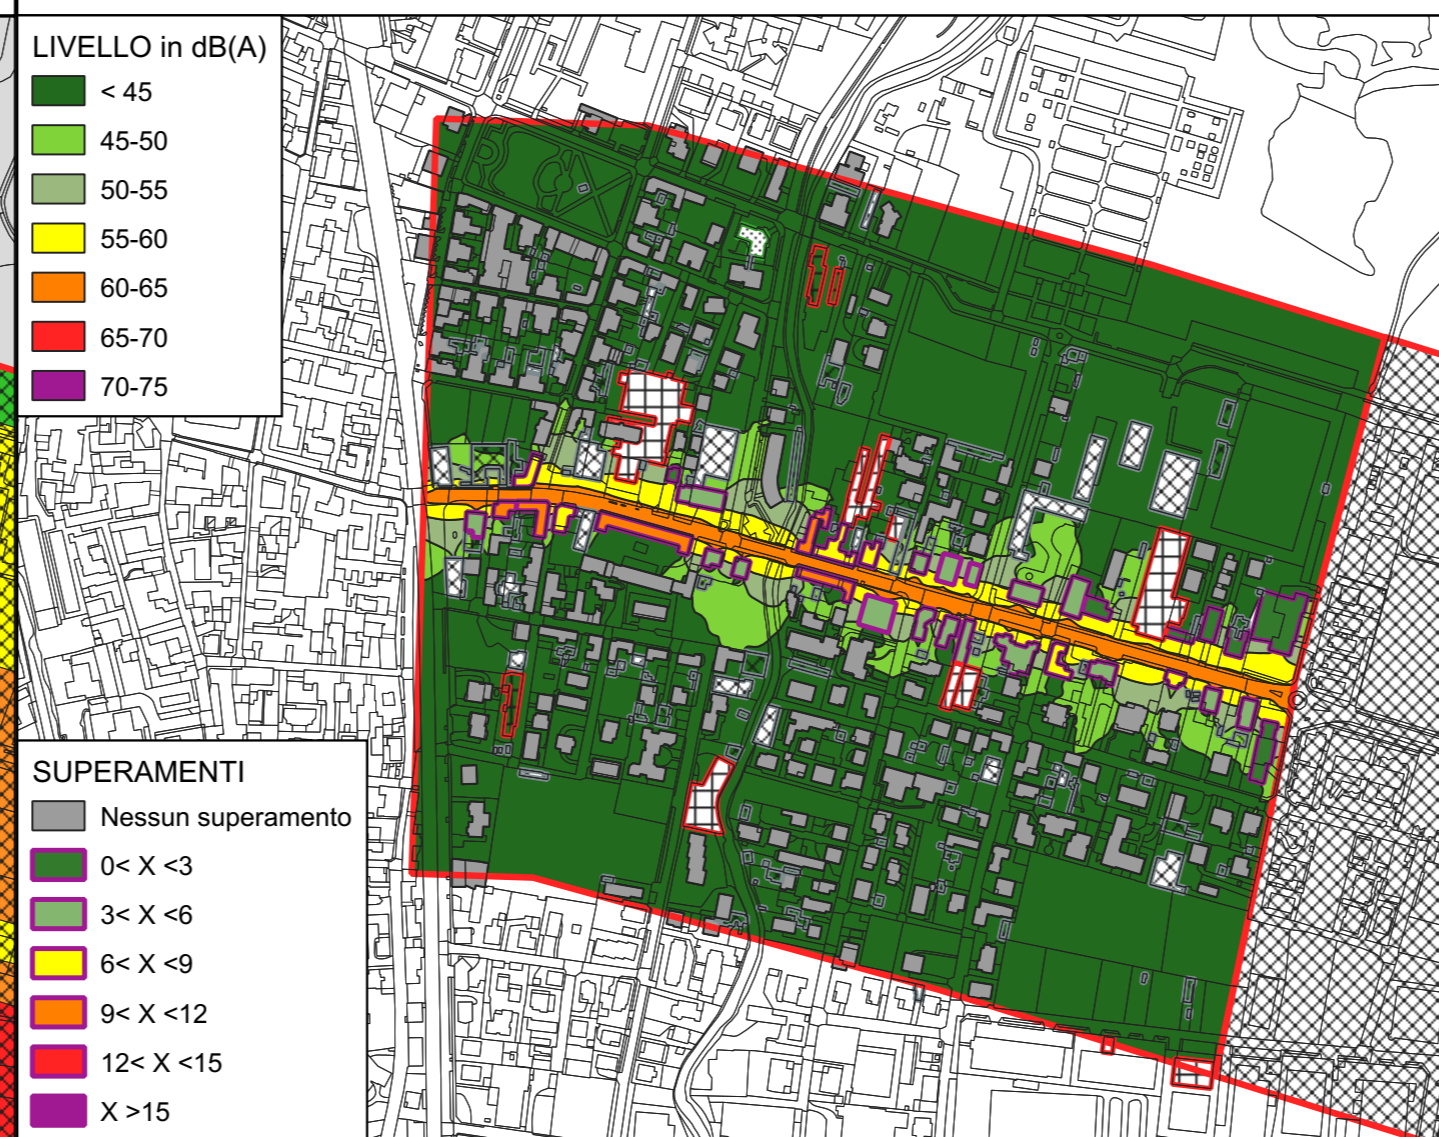 LIVELLO in dB(A)
< 45
45-50
50-55
55-60
60-65
65-70
70-75
SUPERAMENTI
Nessun superamento
0< X <3
3< X <6
6< X <9
9< X <12
12< X <15
X >15